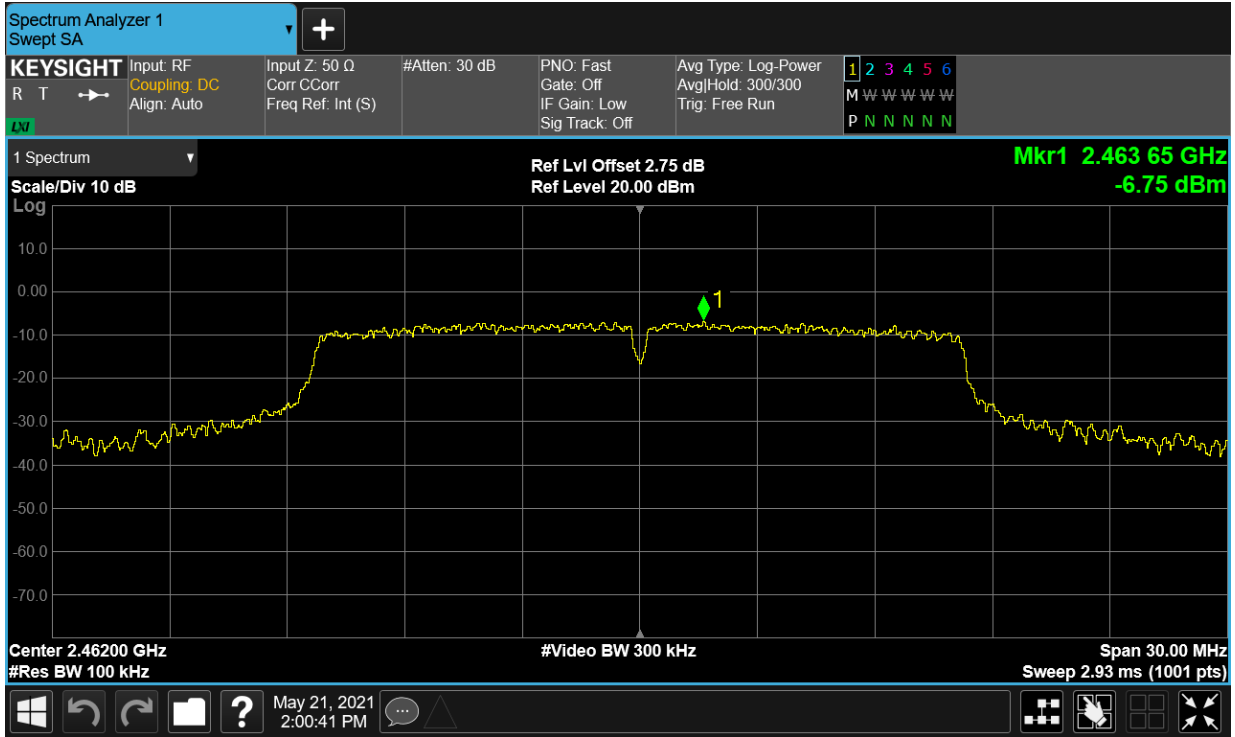 Spectrum Analyzer 1
Swept SA
KEYSIGHT
R T
LXI
Input: RF
Coupling: DC
Align: Auto
Input Z: 50 Ω
Corr CCorr
Freq Ref: Int (S)
#Atten: 30 dB
PNO: Fast
Gate: Off
IF Gain: Low
Sig Track: Off
Avg Type: Log-Power
Avg|Hold: 300/300
Trig: Free Run
1 2 3 4 5 6
M W W W W W
P N N N N N
1 Spectrum
Scale/Div 10 dB
Log
Ref Lvl Offset 2.75 dB
Ref Level 20.00 dBm
Mkr1 2.463 65 GHz
-6.75 dBm
10.0
0.00
-10.0
-20.0
-30.0
-40.0
-50.0
-60.0
-70.0
1
Center 2.46200 GHz
#Res BW 100 kHz
#Video BW 300 kHz
Span 30.00 MHz
Sweep 2.93 ms (1001 pts)
?
May 21, 2021
2:00:41 PM